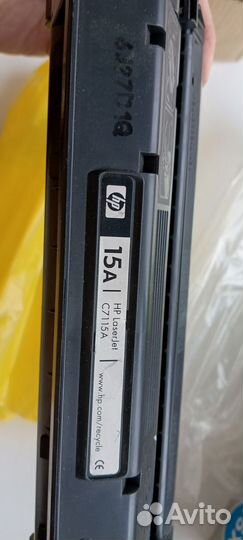 hp
15A
HP LaserJet
C7115A
www.hp.com/recycle
CE
Avito